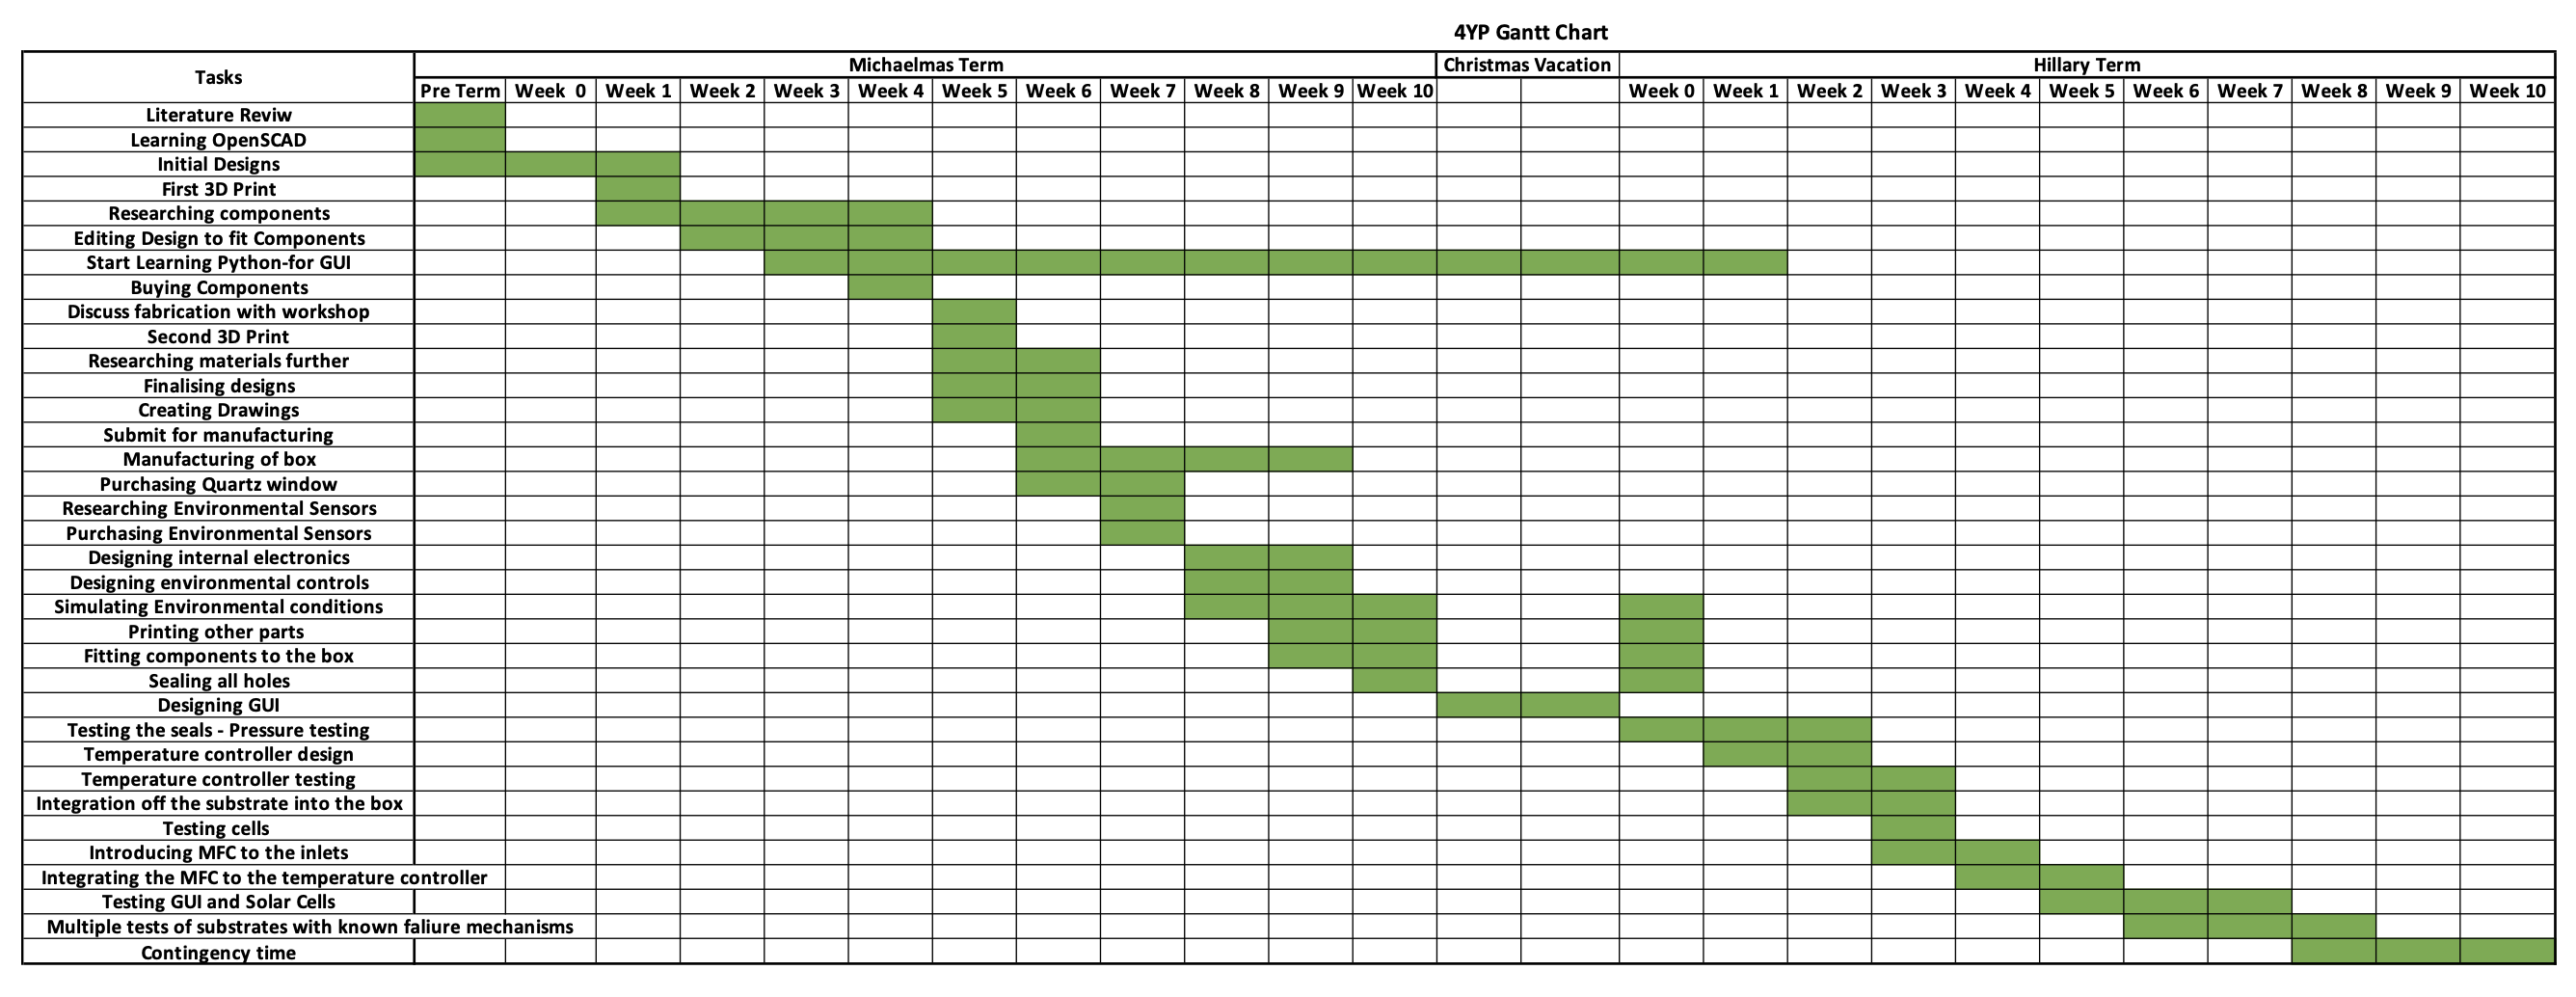 4YP Gantt Chart
Tasks
Michaelmas Term Christmas Vacation Hillary Term
Pre Term Week 0 Week 1 Week 2 Week 3 Week 4 Week 5 Week 6 Week 7 Week 8 Week 9 Week 10 Week 0 Week 1 Week 2 Week 3 Week 4 Week 5 Week 6 Week 7 Week 8 Week 9 Week 10
Literature Reviw
Learning OpenSCAD
Initial Designs
First 3D Print
Researching components
Editing Design to fit Components
Start Learning Python-for GUI
Buying Components
Discuss fabrication with workshop
Second 3D Print
Researching materials further
Finalising designs
Creating Drawings
Submit for manufacturing
Manufacturing of box
Purchasing Quartz window
Researching Environmental Sensors
Purchasing Environmental Sensors
Designing internal electronics
Designing environmental controls
Simulating Environmental conditions
Printing other parts
Fitting components to the box
Sealing all holes
Designing GUI
Testing the seals - Pressure testing
Temperature controller design
Temperature controller testing
Integration off the substrate into the box
Testing cells
Introducing MFC to the inlets
Integrating the MFC to the temperature controller
Testing GUI and Solar Cells
Multiple tests of substrates with known faliure mechanisms
Contingency time